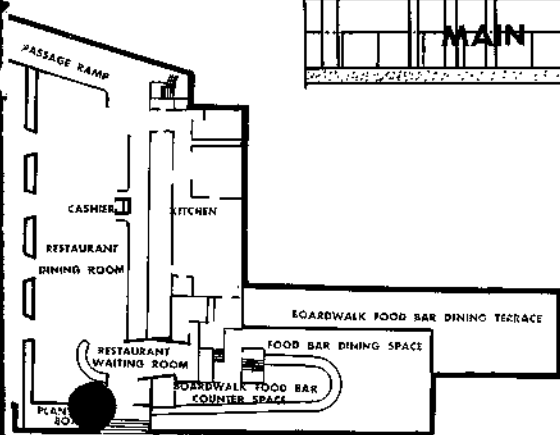 MAIN
PASSAGE RAMP
CASHIER
KITCHEN
RESTAURANT
DINING ROOM
BOARDWALK FOOD BAR DINING TERRACE
FOOD BAR DINING SPACE
RESTAURANT
WAITING ROOM
BOARDWALK FOOD BAR
COUNTER SPACE